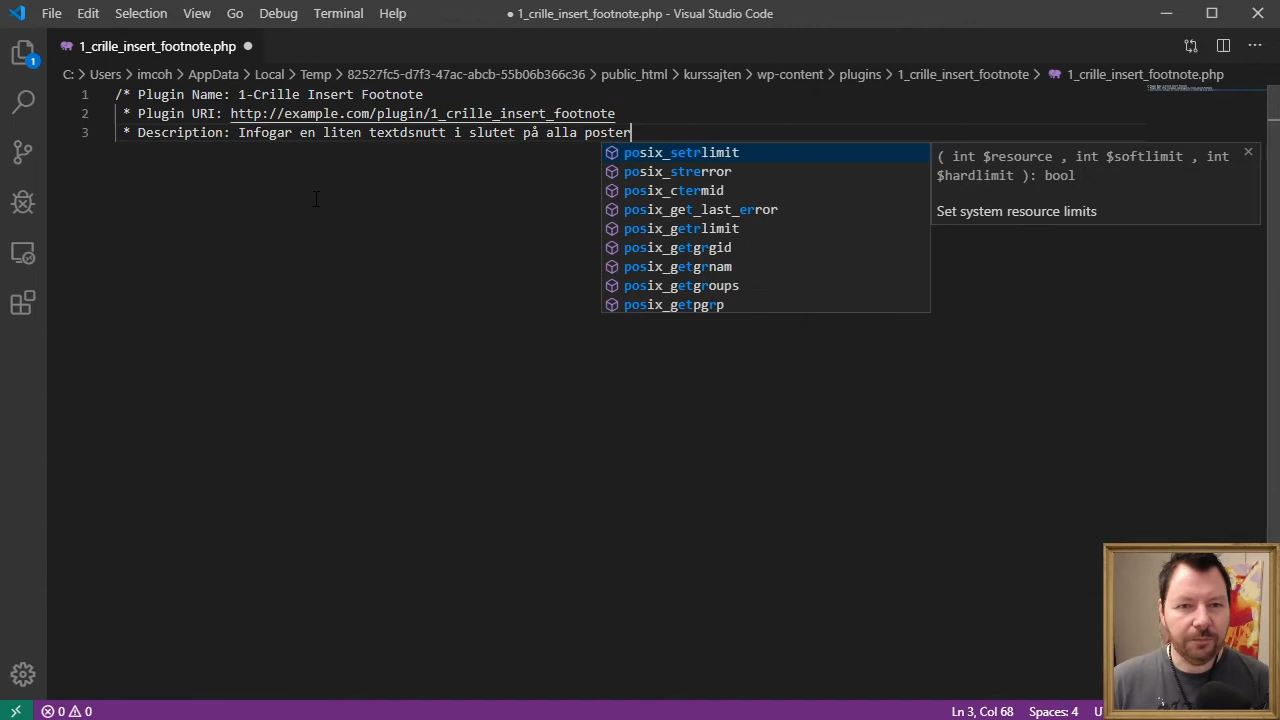 File Edit Selection View Go Debug Terminal Help
● 1_crille_insert_footnote.php - Visual Studio Code
1_crille_insert_footnote.php ●
C: > Users > imcoh > AppData > Local > Temp > 82527fc5-d7f3-47ac-abcb-55b06b366c36 > public_html > kurssajten > wp-content > plugins > 1_crille_insert_footnote > 1_crille_insert_footnote.php
1
1 /* Plugin Name: 1-Crille Insert Footnote
2 * Plugin URI: http://example.com/plugin/1_crille_insert_footnote
3 * Description: Infogar en liten textdsnutt i slutet på alla poster
posix_setrlimit
posix_strerror
posix_ctermid
posix_get_last_error
posix_getrlimit
posix_getgrgid
posix_getgrnam
posix_getgroups
posix_getpgrp
( int $resource , int $softlimit , int
$hardlimit ): bool
Set system resource limits
0 0 Ln 3, Col 68 Spaces: 4